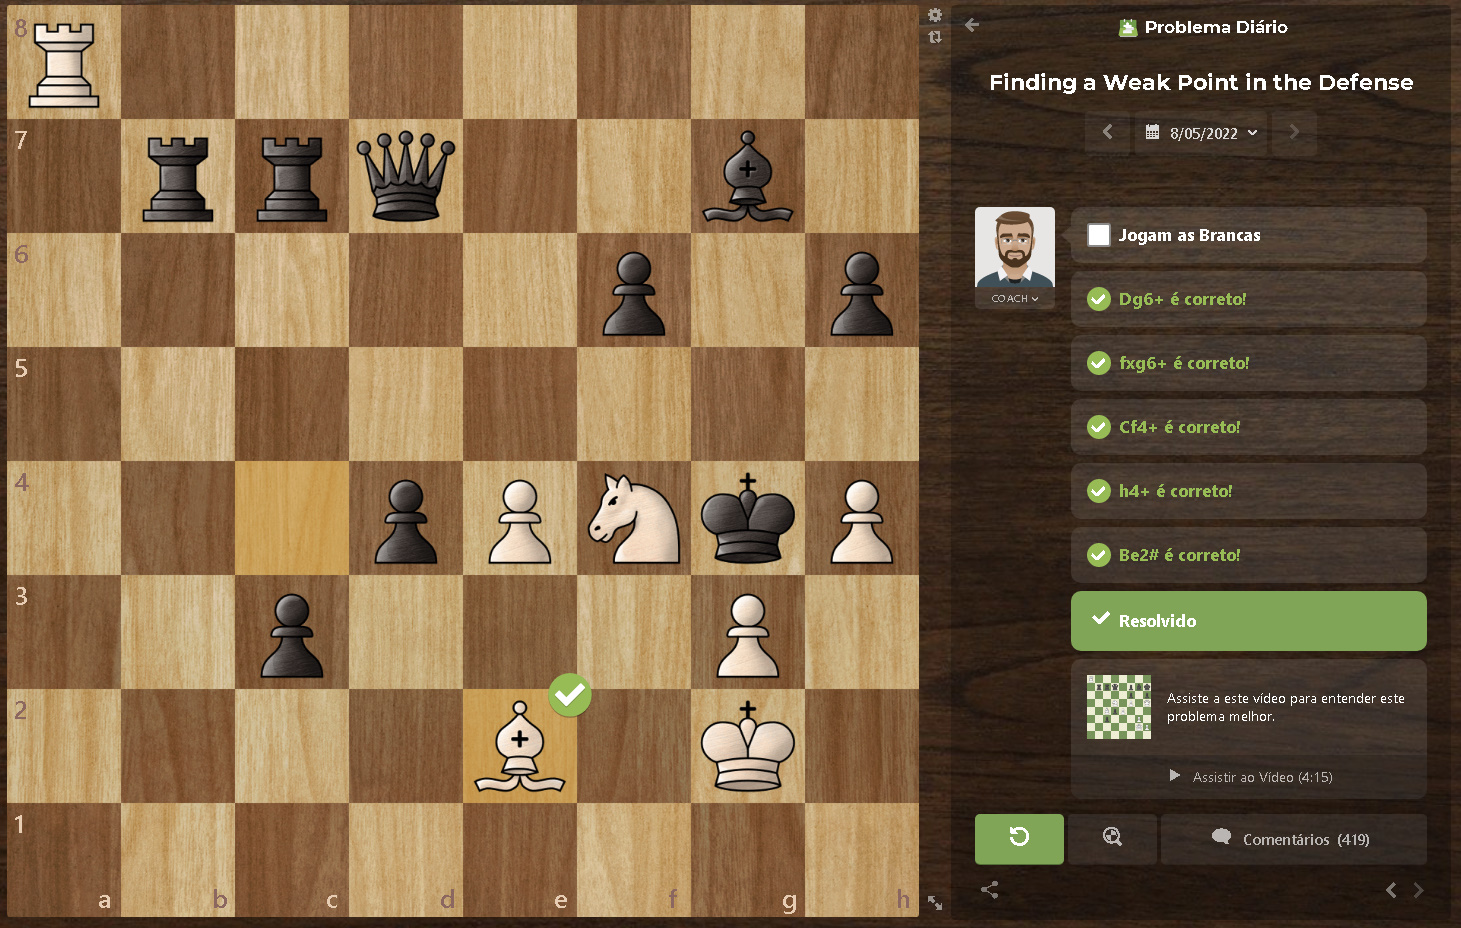 8
7
6
5
4
3
2
1
a
b
c
d
e
f
g
h
Problema Diário
Finding a Weak Point in the Defense
8/05/2022
COACH
Jogam as Brancas
Dg6+ é correto!
fxg6+ é correto!
Cf4+ é correto!
h4+ é correto!
Be2# é correto!
Resolvido
Assiste a este vídeo para entender este
problema melhor.
Assistir ao Vídeo (4:15)
Comentários (419)